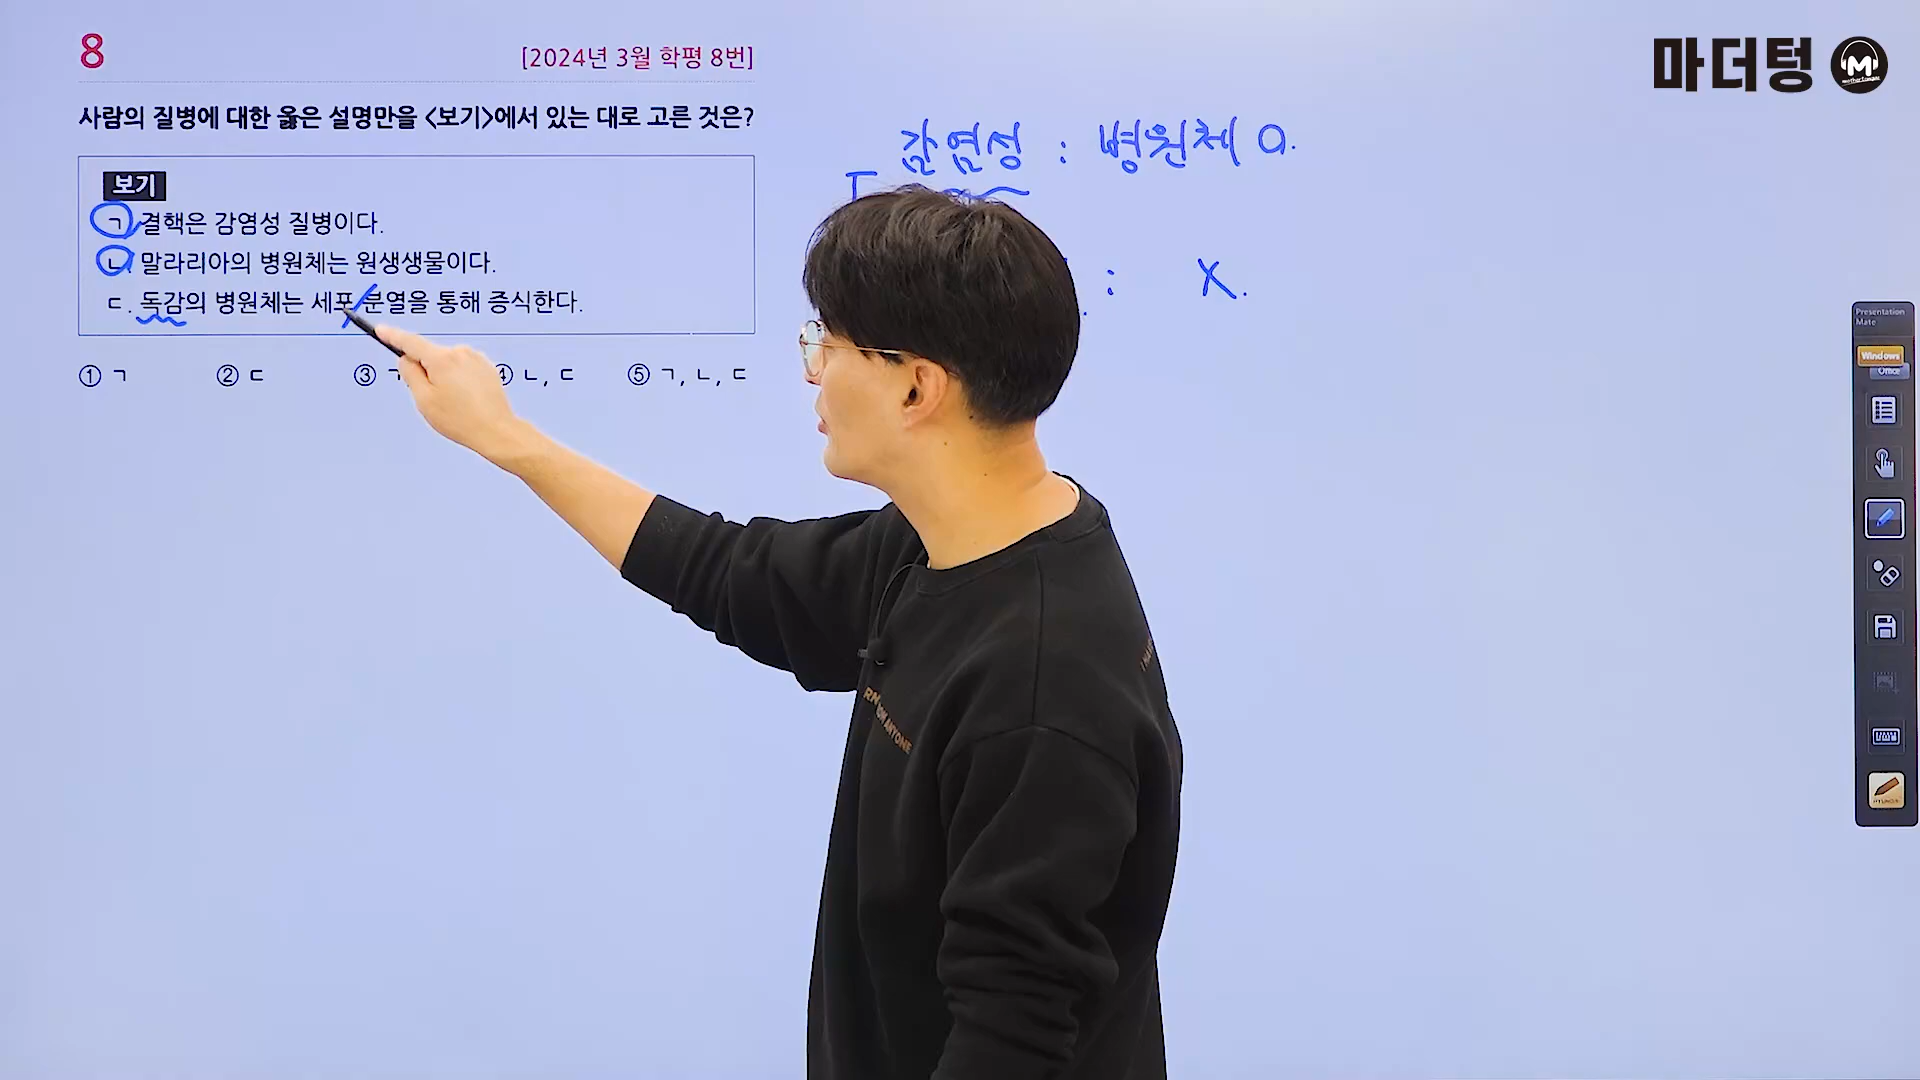 8
[2024년 3월 학평 8번]
마더텅
사람의 질병에 대한 옳은 설명만을 <보기>에서 있는 대로 고른 것은?
보기
ㄱ. 결핵은 감염성 질병이다.
ㄴ. 말라리아의 병원체는 원생생물이다.
ㄷ. 독감의 병원체는 세포 분열을 통해 증식한다.
① ㄱ ② ㄷ ③ ㄱ, ④ ㄴ, ㄷ ⑤ ㄱ, ㄴ, ㄷ
감염성 : 병원체 O.
: X.
Presentation
Mate
Windows
Office